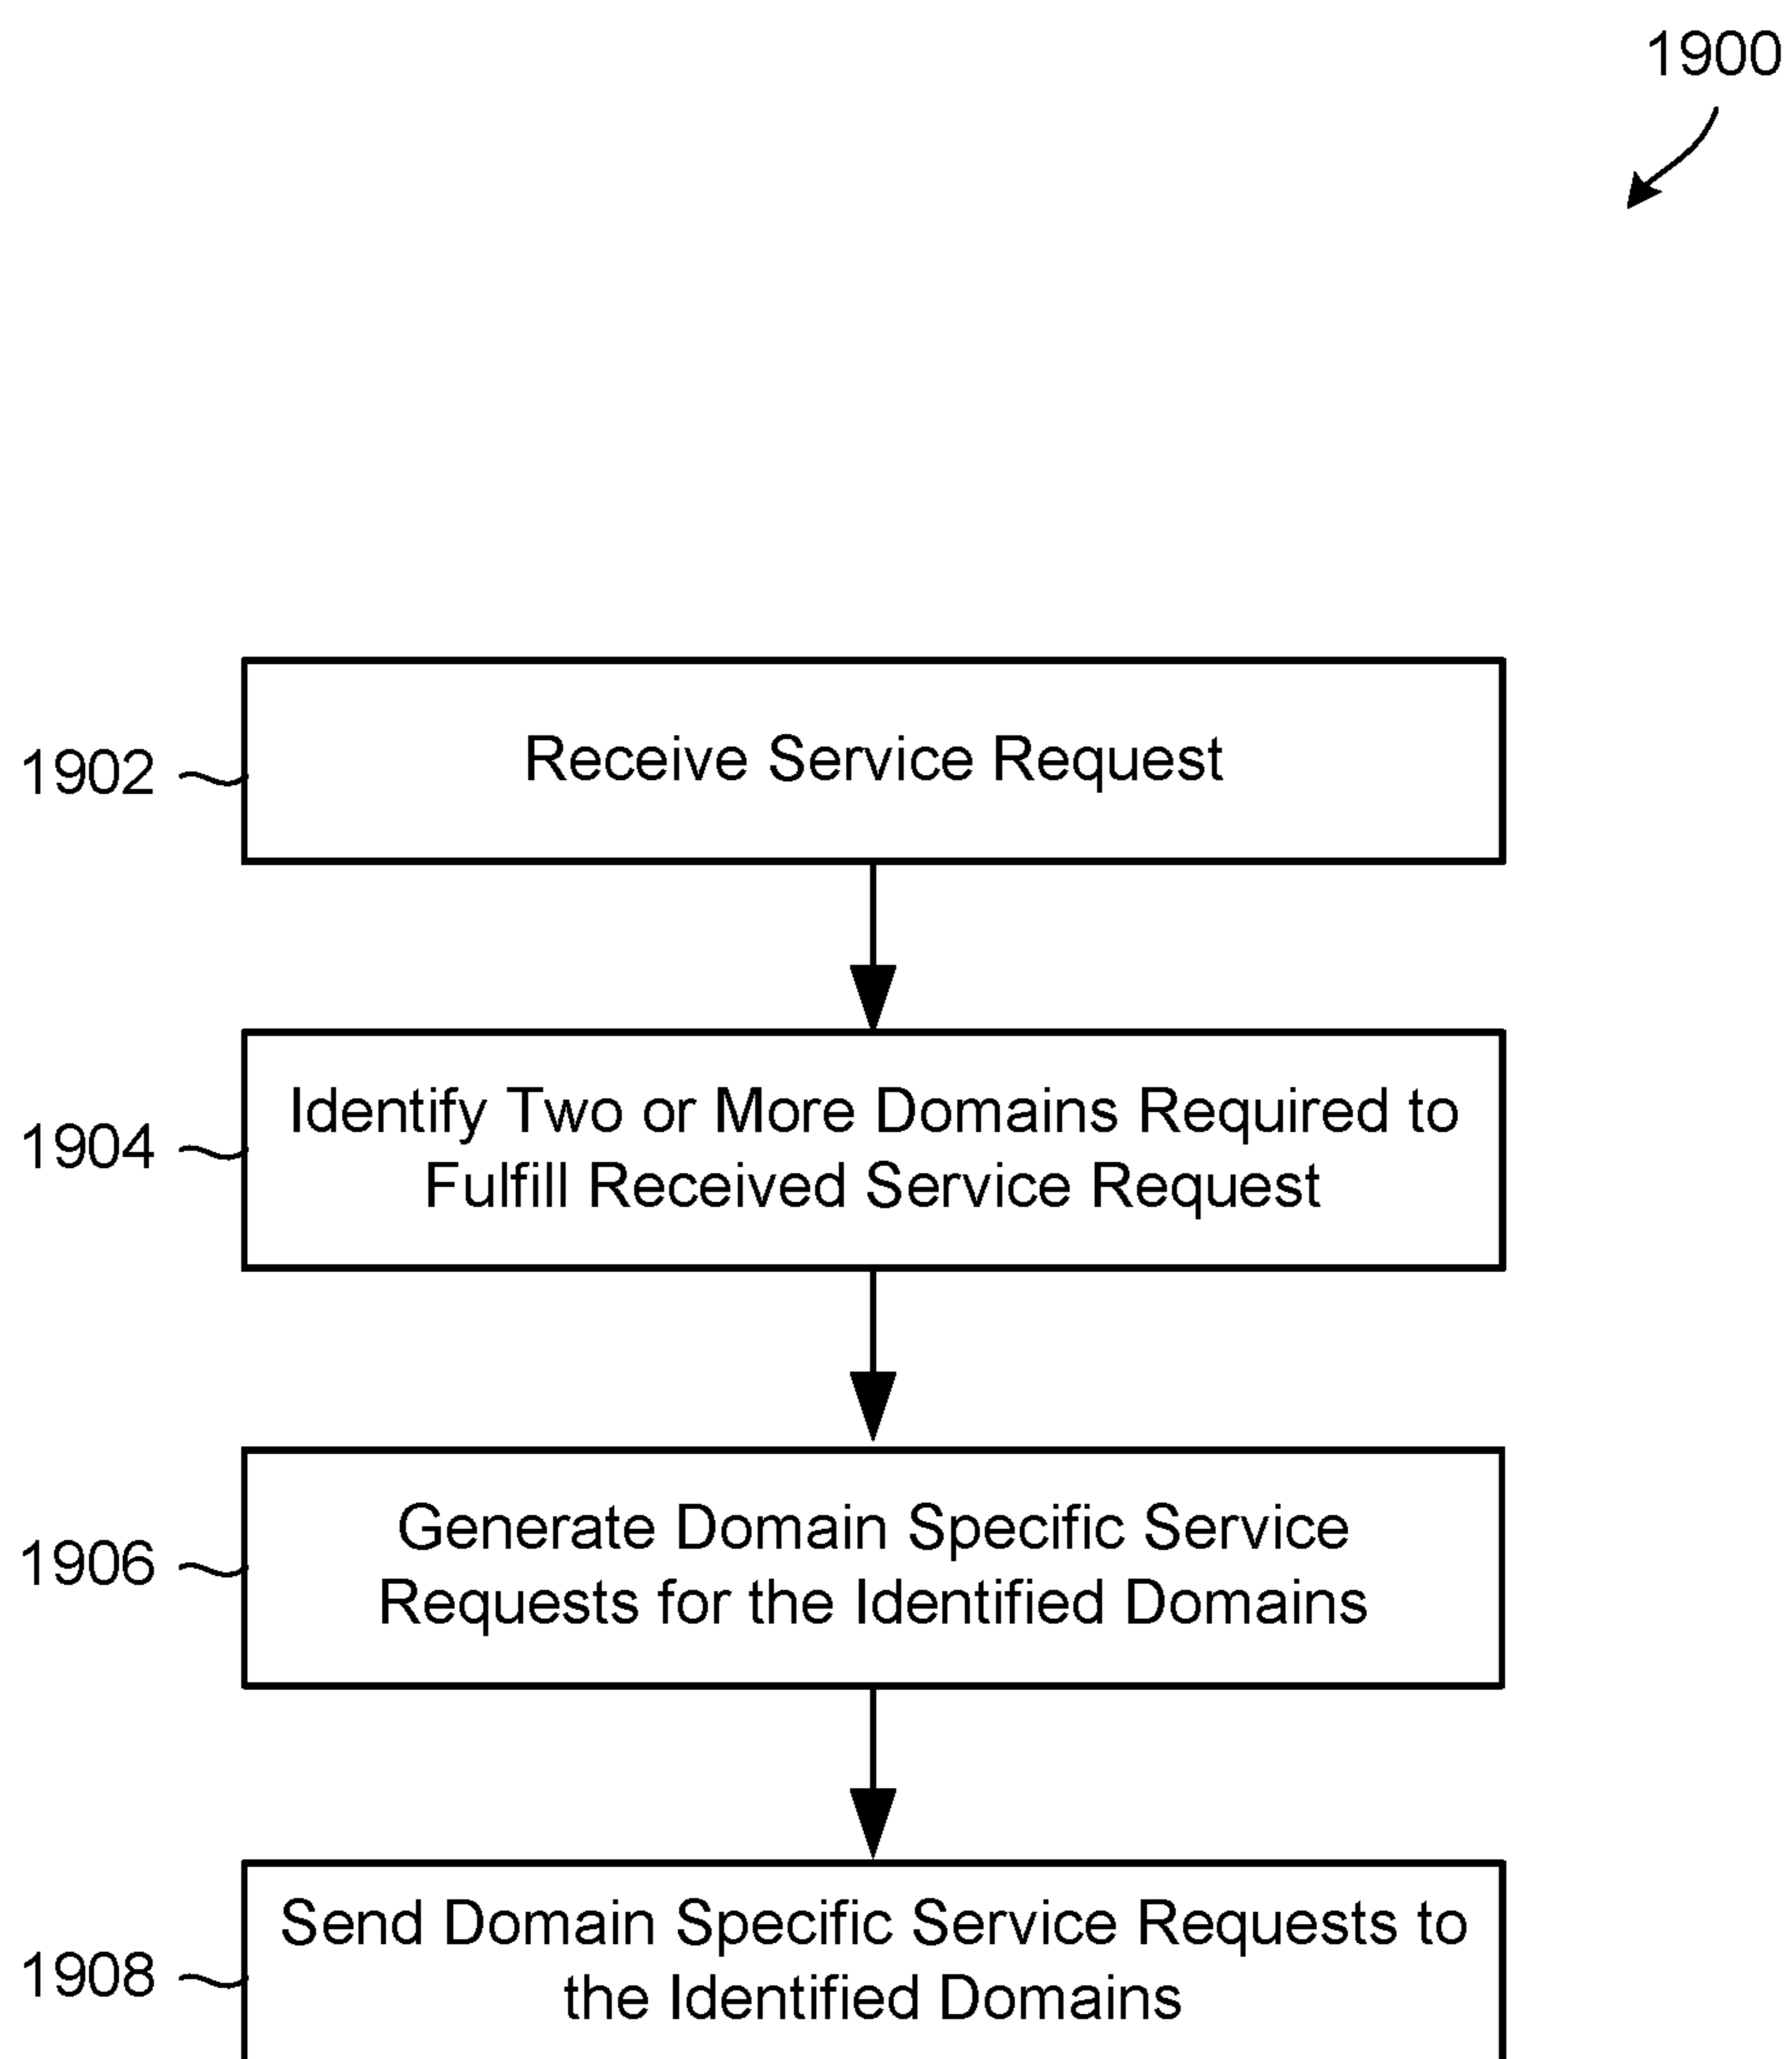 1900
1902
Receive Service Request
1904
Identify Two or More Domains Required to
Fulfill Received Service Request
1906
Generate Domain Specific Service
Requests for the Identified Domains
1908
Send Domain Specific Service Requests to
the Identified Domains